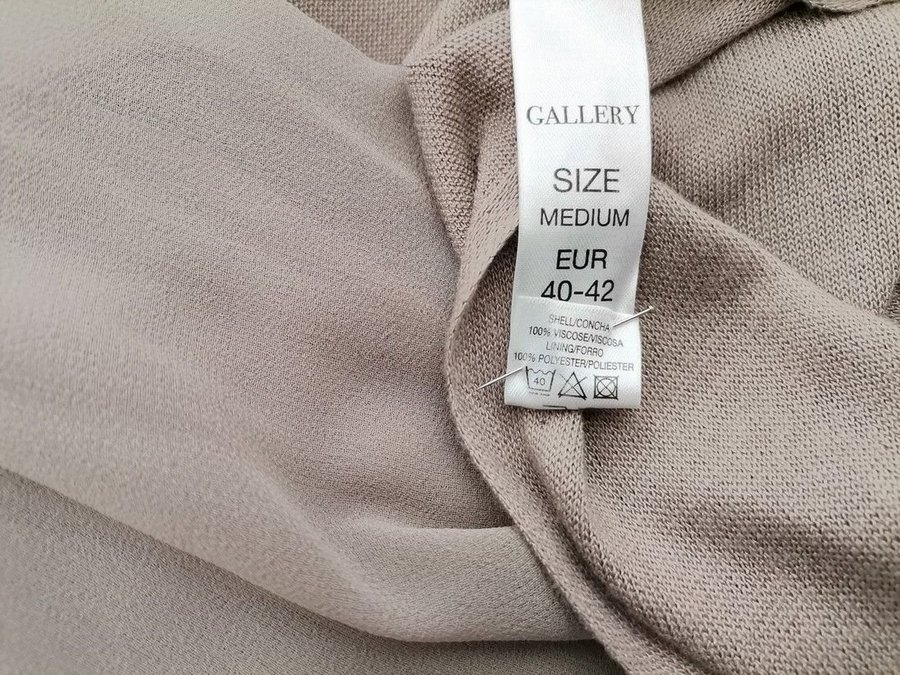 GALLERY
SIZE
MEDIUM
EUR
40-42
SHELL/CONCHA
100% VISCOSE/VISCOSA
LINING/FORRO
100% POLYESTER/POLIESTER
40